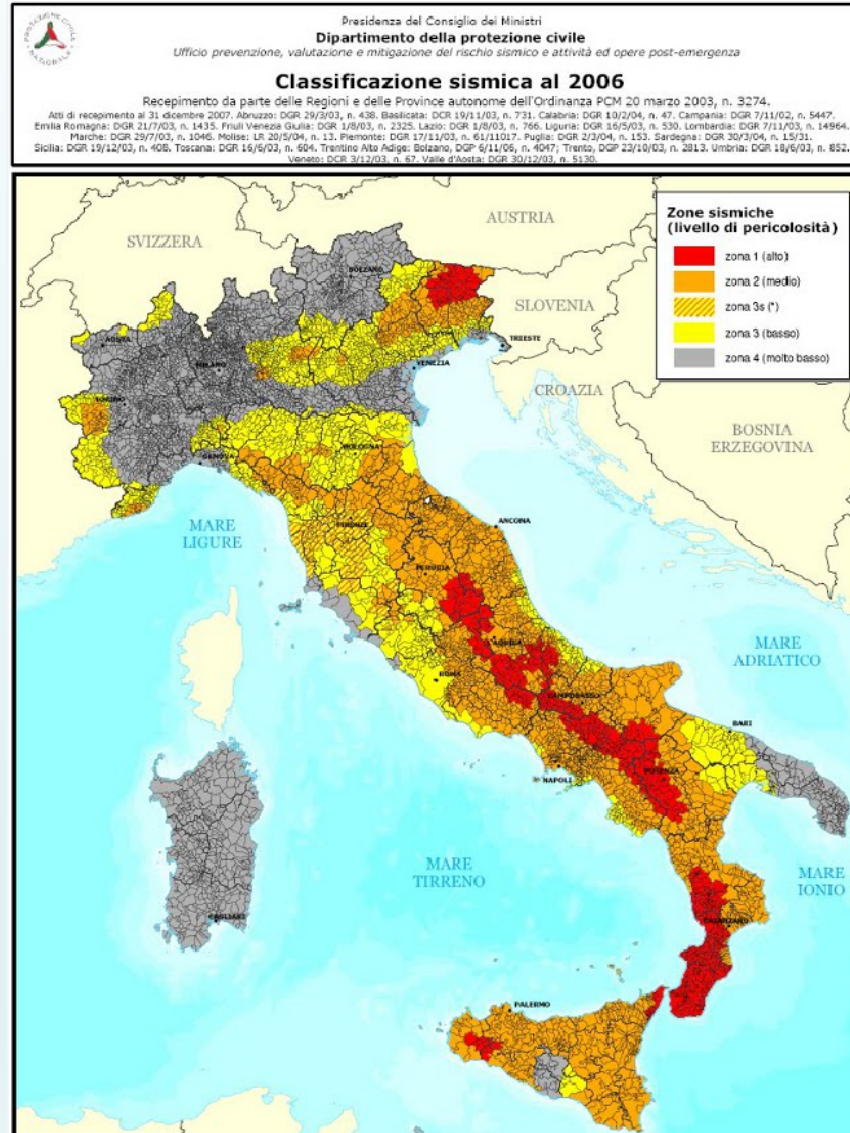 Presidenza del Consiglio dei Ministri
Dipartimento della protezione civile
Ufficio prevenzione, valutazione e mitigazione del rischio sismico e attività ed opere post-emergenza
Classificazione sismica al 2006
Recepimento da parte delle Regioni e delle Province autonome dell'Ordinanza PCM 20 marzo 2003, n. 3274.
Atti di recepimento al 31 dicembre 2007. Abruzzo: DGR 29/3/03, n. 438. Basilicata: DCR 19/11/03, n. 731. Calabria: DGR 10/2/04, n. 47. Campania: DGR 7/11/02, n. 5447.
Emilia Romagna: DGR 21/7/03, n. 1435. Friuli Venezia Giulia: DGR 1/8/03, n. 2325. Lazio: DGR 1/8/03, n. 766. Liguria: DGR 16/5/03, n. 530. Lombardia: DGR 7/11/03, n. 14964.
Marche: DGR 29/7/03, n. 1046. Molise: LR 20/5/04, n. 13. Piemonte: DGR 17/11/03, n. 61/11017. Puglia: DGR 2/3/04, n. 153. Sardegna: DGR 30/3/04, n. 15/31.
Sicilia: DGR 19/12/03, n. 408. Toscana: DGR 16/6/03, n. 604. Trentino Alto Adige: Bolzano, DGP 6/11/06, n. 4047; Trento, DGP 23/10/03, n. 2813. Umbria: DGR 18/6/03, n. 852.
Veneto: DCR 3/12/03, n. 67. Valle d'Aosta: DGR 30/12/03, n. 5130.
Zone sismiche
(livello di pericolosità)
zona 1 (alto)
zona 2 (medio)
zona 3s (*)
zona 3 (basso)
zona 4 (molto basso)
AUSTRIA
SVIZZERA
SLOVENIA
CROAZIA
BOSNIA
ERZEGOVINA
BOLZANO
AOSTA
MILANO
TRIESTE
VENEZIA
TORINO
GENOVA
BOLOGNA
MARE
LIGURE
FIRENZE
ANCONA
PERUGIA
L'AQUILA
MARE
ADRIATICO
ROMA
CAMPOBASSO
BARI
NAPOLI
POTENZA
MARE
TIRRENO
MARE
IONIO
CAGLIARI
CATANZARO
PALERMO